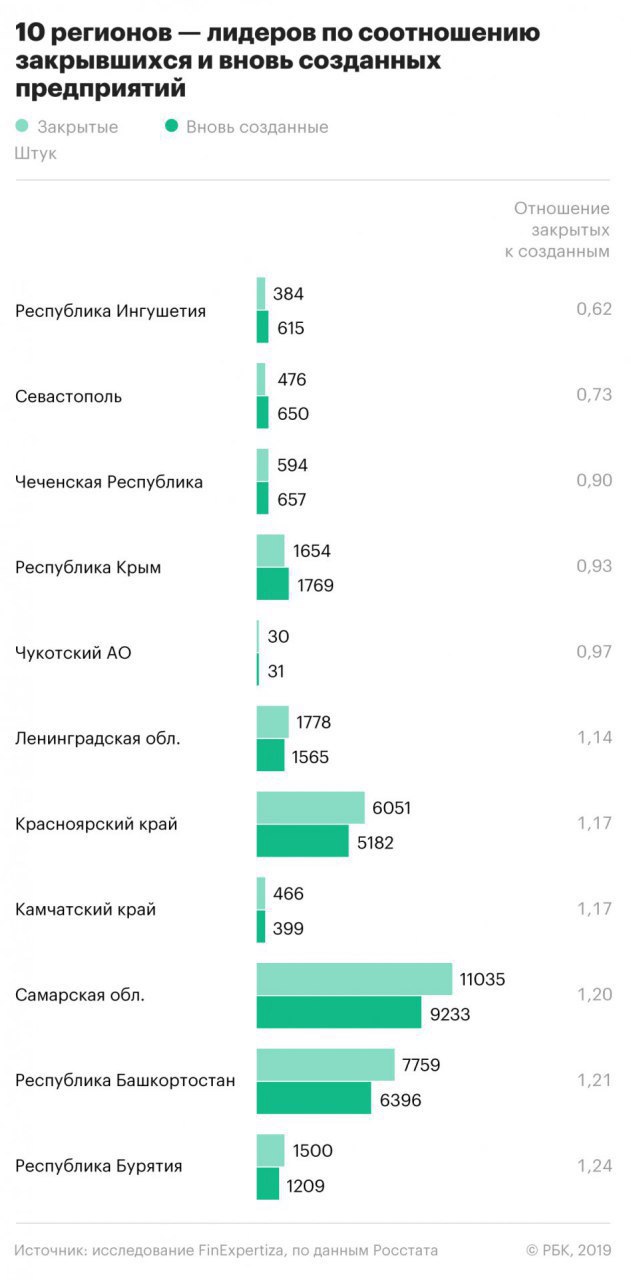 10 регионов — лидеров по соотношению
закрывшихся и вновь созданных
предприятий
Закрытые Вновь созданные
Штук
Отношение
закрытых
к созданным
384
Республика Ингушетия 0,62
615
476
Севастополь 0,73
650
594
Чеченская Республика 0,90
657
1654
Республика Крым 0,93
1769
30
Чукотский АО 0,97
31
1778
Ленинградская обл. 1,14
1565
6051
Красноярский край 1,17
5182
466
Камчатский край 1,17
399
11035
Самарская обл. 1,20
9233
7759
Республика Башкортостан 1,21
6396
1500
Республика Бурятия 1,24
1209
Источник: исследование FinExpertiza, по данным Росстата © РБК, 2019